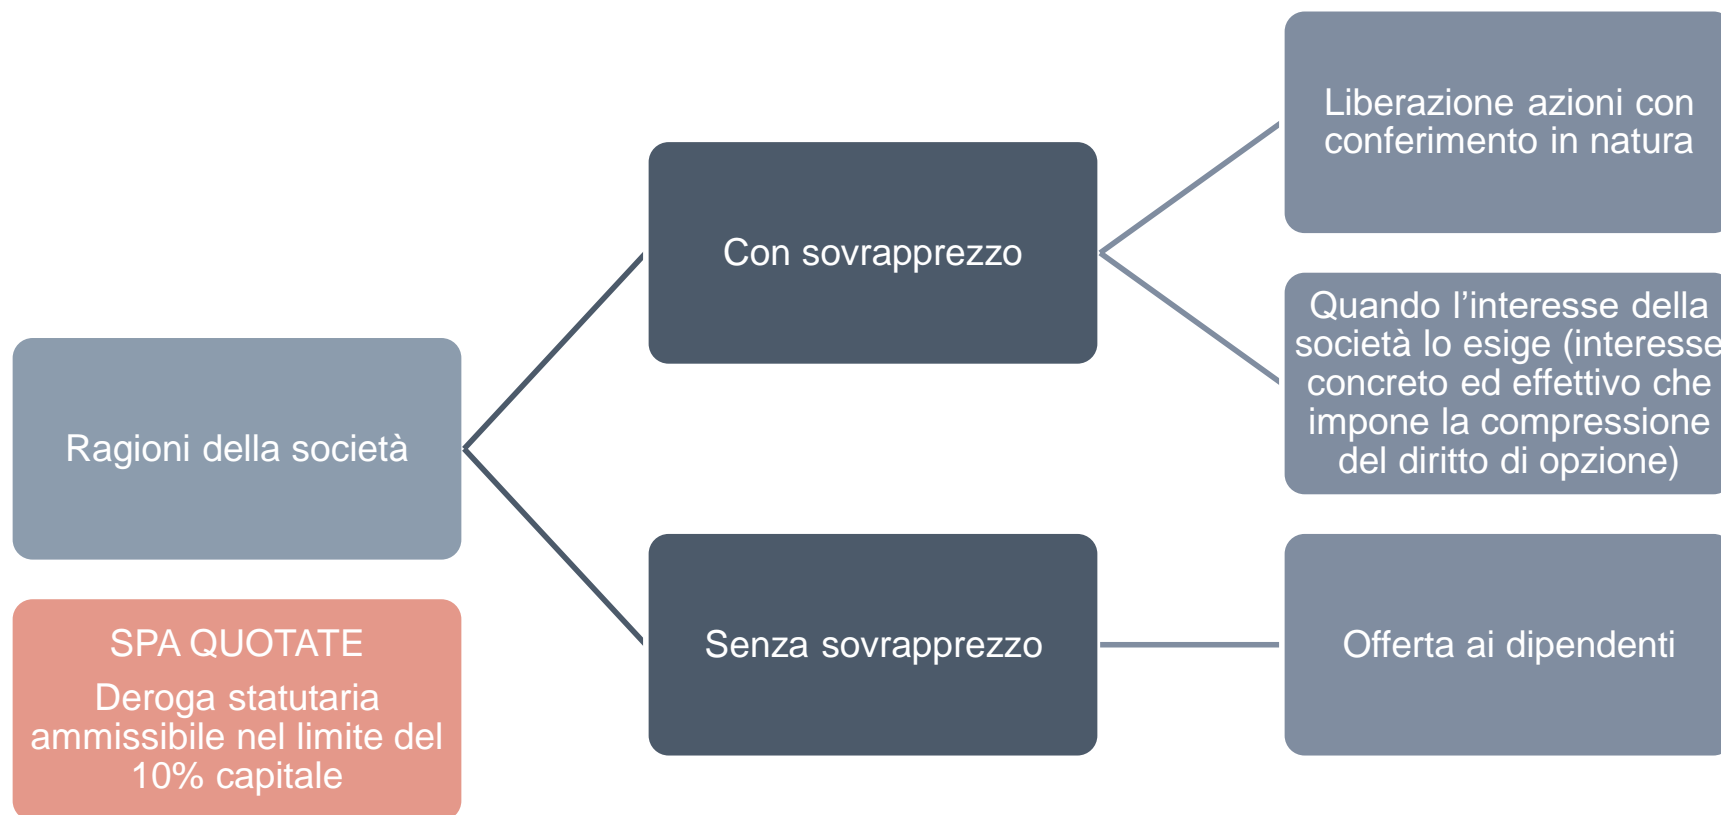 Ragioni della società
SPA QUOTATE
Deroga statutaria
ammissibile nel limite del
10% capitale
Con sovrapprezzo
Senza sovrapprezzo
Liberazione azioni con
conferimento in natura
Quando l’interesse della
società lo esige (interesse
concreto ed effettivo che
impone la compressione
del diritto di opzione)
Offerta ai dipendenti